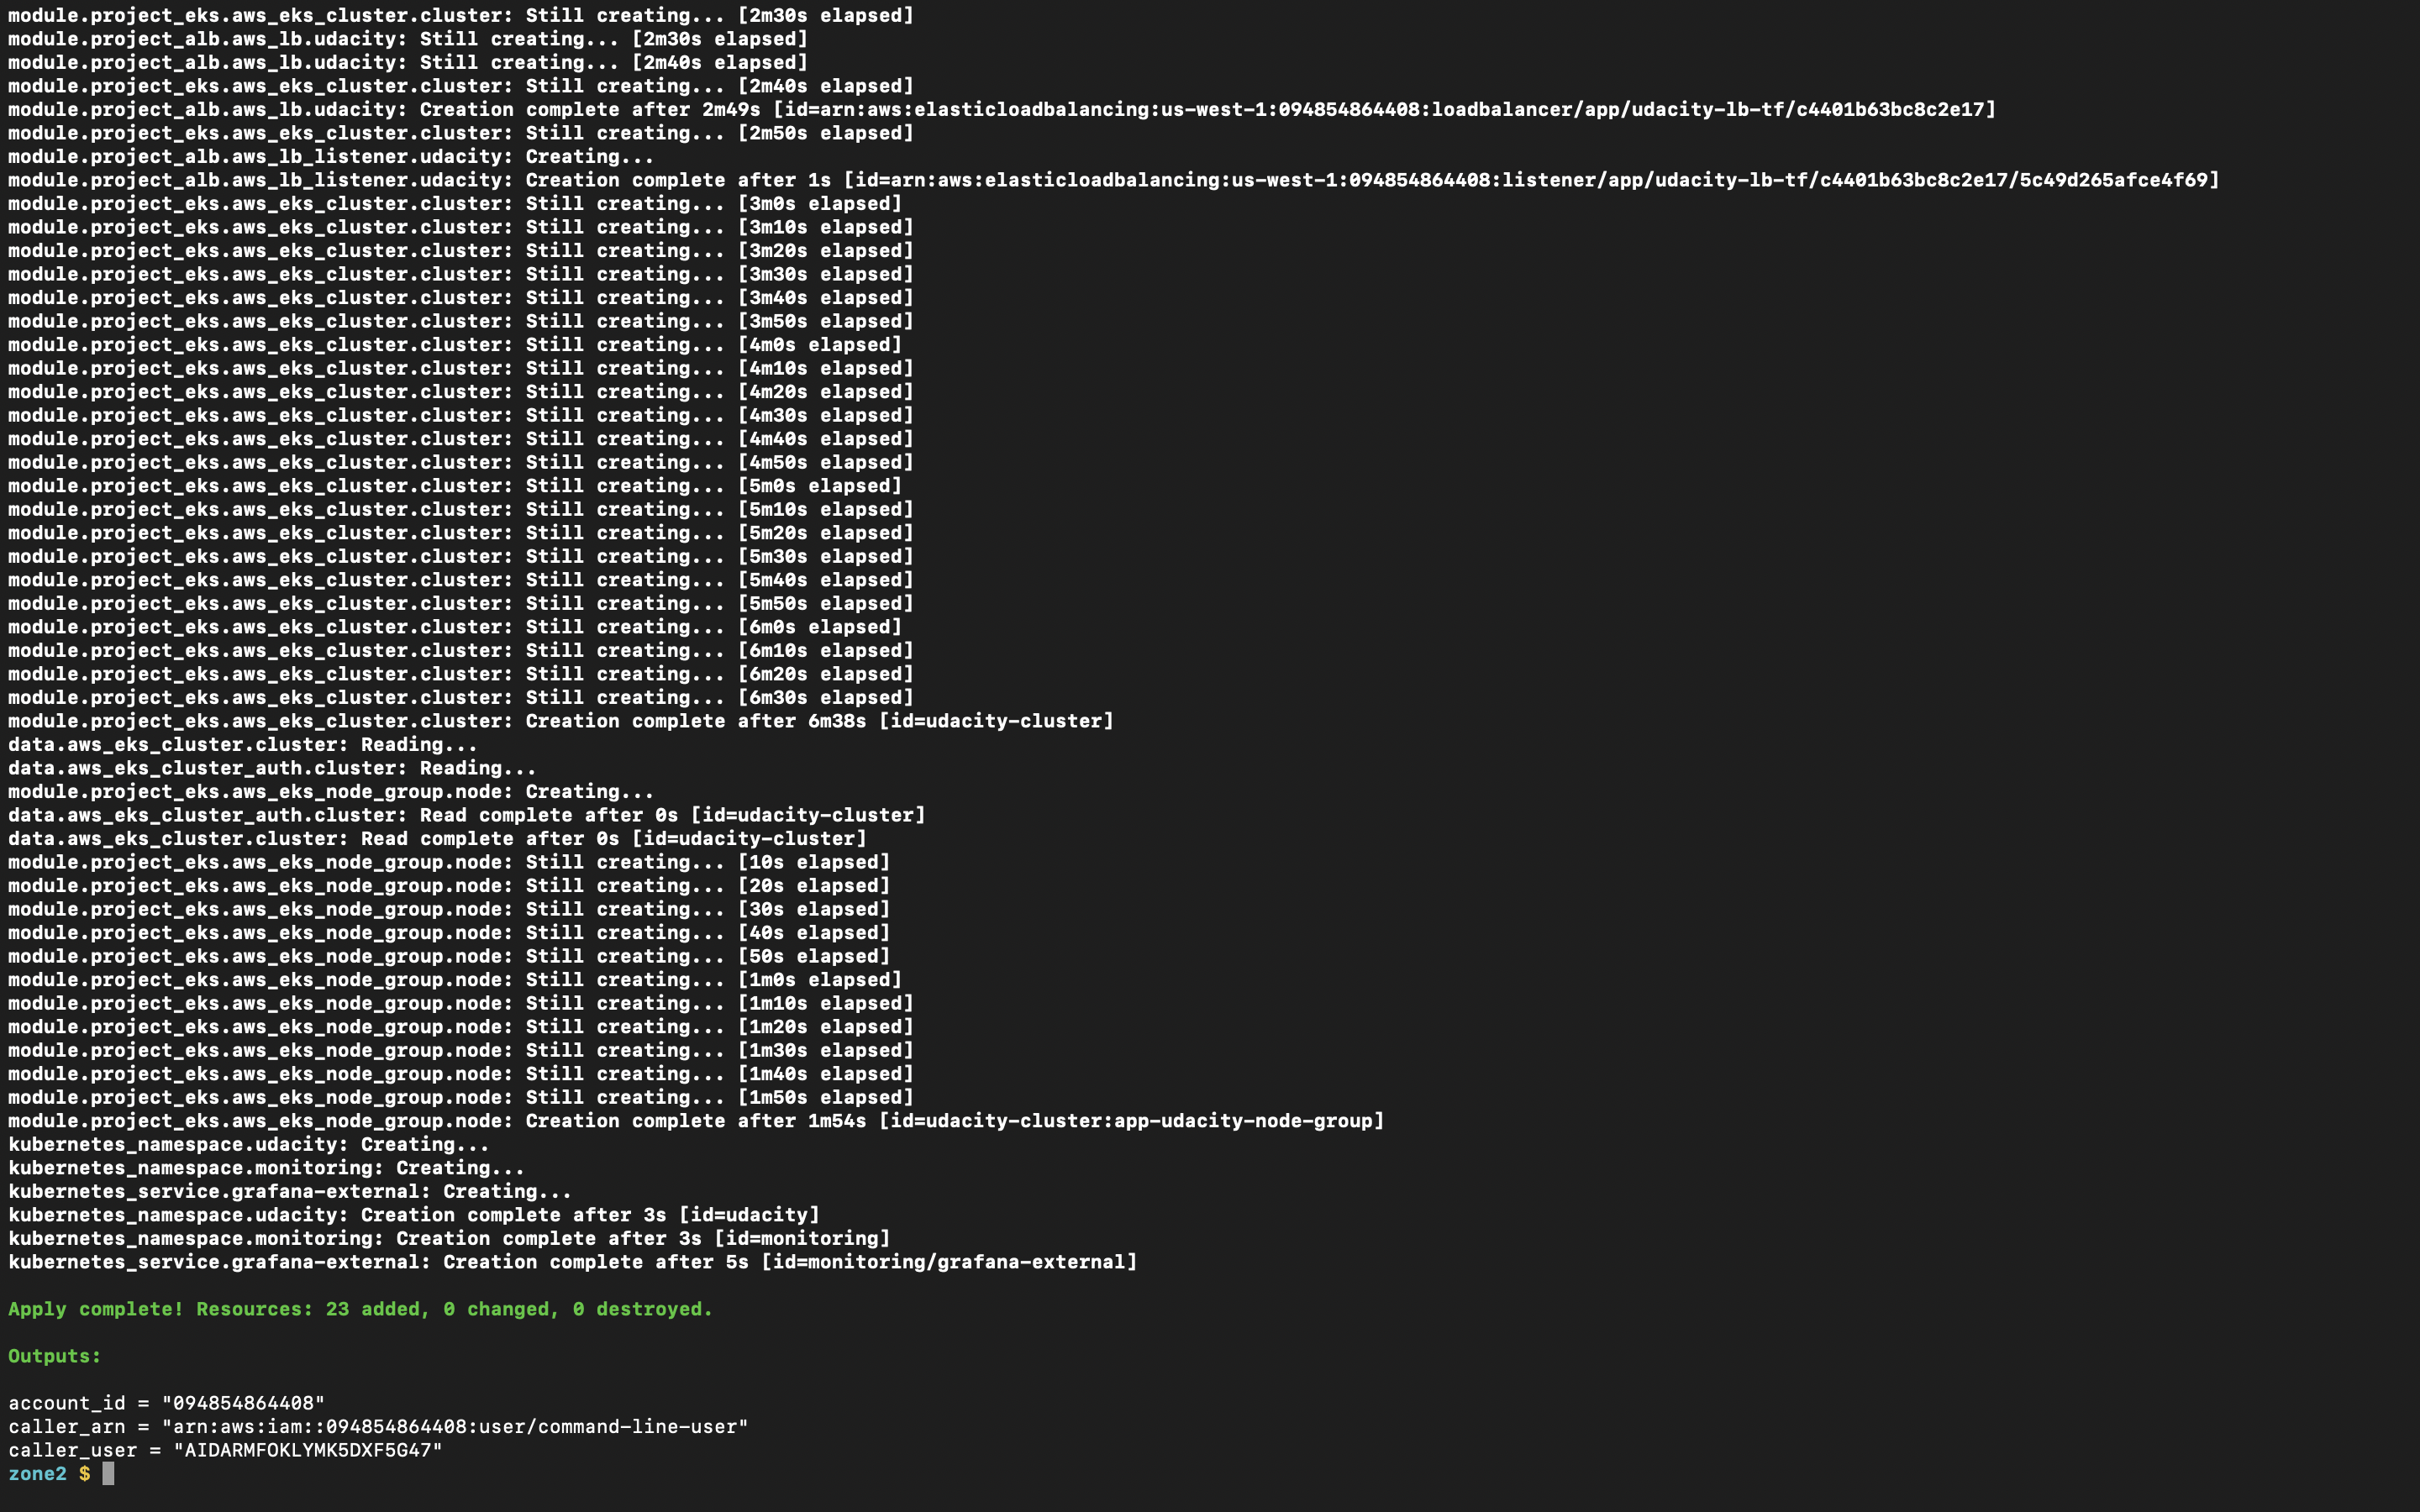 module.project_eks.aws_eks_cluster.cluster: Still creating... [2m30s elapsed]
module.project_alb.aws_lb.udacity: Still creating... [2m30s elapsed]
module.project_alb.aws_lb.udacity: Still creating... [2m40s elapsed]
module.project_eks.aws_eks_cluster.cluster: Still creating... [2m40s elapsed]
module.project_alb.aws_lb.udacity: Creation complete after 2m49s [id=arn:aws:elasticloadbalancing:us-west-1:094854864408:loadbalancer/app/udacity-lb-tf/c4401b63bc8c2e17]
module.project_eks.aws_eks_cluster.cluster: Still creating... [2m50s elapsed]
module.project_alb.aws_lb_listener.udacity: Creating...
module.project_alb.aws_lb_listener.udacity: Creation complete after 1s [id=arn:aws:elasticloadbalancing:us-west-1:094854864408:listener/app/udacity-lb-tf/c4401b63bc8c2e17/5c49d265afce4f69]
module.project_eks.aws_eks_cluster.cluster: Still creating... [3m0s elapsed]
module.project_eks.aws_eks_cluster.cluster: Still creating... [3m10s elapsed]
module.project_eks.aws_eks_cluster.cluster: Still creating... [3m20s elapsed]
module.project_eks.aws_eks_cluster.cluster: Still creating... [3m30s elapsed]
module.project_eks.aws_eks_cluster.cluster: Still creating... [3m40s elapsed]
module.project_eks.aws_eks_cluster.cluster: Still creating... [3m50s elapsed]
module.project_eks.aws_eks_cluster.cluster: Still creating... [4m0s elapsed]
module.project_eks.aws_eks_cluster.cluster: Still creating... [4m10s elapsed]
module.project_eks.aws_eks_cluster.cluster: Still creating... [4m20s elapsed]
module.project_eks.aws_eks_cluster.cluster: Still creating... [4m30s elapsed]
module.project_eks.aws_eks_cluster.cluster: Still creating... [4m40s elapsed]
module.project_eks.aws_eks_cluster.cluster: Still creating... [4m50s elapsed]
module.project_eks.aws_eks_cluster.cluster: Still creating... [5m0s elapsed]
module.project_eks.aws_eks_cluster.cluster: Still creating... [5m10s elapsed]
module.project_eks.aws_eks_cluster.cluster: Still creating... [5m20s elapsed]
module.project_eks.aws_eks_cluster.cluster: Still creating... [5m30s elapsed]
module.project_eks.aws_eks_cluster.cluster: Still creating... [5m40s elapsed]
module.project_eks.aws_eks_cluster.cluster: Still creating... [5m50s elapsed]
module.project_eks.aws_eks_cluster.cluster: Still creating... [6m0s elapsed]
module.project_eks.aws_eks_cluster.cluster: Still creating... [6m10s elapsed]
module.project_eks.aws_eks_cluster.cluster: Still creating... [6m20s elapsed]
module.project_eks.aws_eks_cluster.cluster: Still creating... [6m30s elapsed]
module.project_eks.aws_eks_cluster.cluster: Creation complete after 6m38s [id=udacity-cluster]
data.aws_eks_cluster.cluster: Reading...
data.aws_eks_cluster_auth.cluster: Reading...
module.project_eks.aws_eks_node_group.node: Creating...
data.aws_eks_cluster_auth.cluster: Read complete after 0s [id=udacity-cluster]
data.aws_eks_cluster.cluster: Read complete after 0s [id=udacity-cluster]
module.project_eks.aws_eks_node_group.node: Still creating... [10s elapsed]
module.project_eks.aws_eks_node_group.node: Still creating... [20s elapsed]
module.project_eks.aws_eks_node_group.node: Still creating... [30s elapsed]
module.project_eks.aws_eks_node_group.node: Still creating... [40s elapsed]
module.project_eks.aws_eks_node_group.node: Still creating... [50s elapsed]
module.project_eks.aws_eks_node_group.node: Still creating... [1m0s elapsed]
module.project_eks.aws_eks_node_group.node: Still creating... [1m10s elapsed]
module.project_eks.aws_eks_node_group.node: Still creating... [1m20s elapsed]
module.project_eks.aws_eks_node_group.node: Still creating... [1m30s elapsed]
module.project_eks.aws_eks_node_group.node: Still creating... [1m40s elapsed]
module.project_eks.aws_eks_node_group.node: Still creating... [1m50s elapsed]
module.project_eks.aws_eks_node_group.node: Creation complete after 1m54s [id=udacity-cluster:app-udacity-node-group]
kubernetes_namespace.udacity: Creating...
kubernetes_namespace.monitoring: Creating...
kubernetes_service.grafana-external: Creating...
kubernetes_namespace.udacity: Creation complete after 3s [id=udacity]
kubernetes_namespace.monitoring: Creation complete after 3s [id=monitoring]
kubernetes_service.grafana-external: Creation complete after 5s [id=monitoring/grafana-external]
Apply complete! Resources: 23 added, 0 changed, 0 destroyed.
Outputs:
account_id = "094854864408"
caller_arn = "arn:aws:iam::094854864408:user/command-line-user"
caller_user = "AIDARMFOKLYMK5DXF5G47"
zone2 $